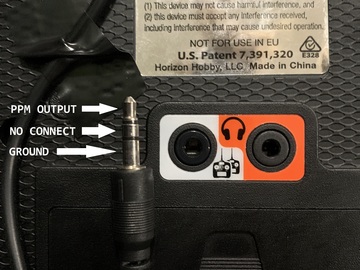 (1) This device may not cause harmful interference, and
(2) this device must accept any Interference received,
including Interference that may cause undesired operation.
NOT FOR USE IN EU
E328
U.S. Patent 7,391,320
Horizon Hobby, LLC Made in China
PPM OUTPUT
NO CONNECT
GROUND